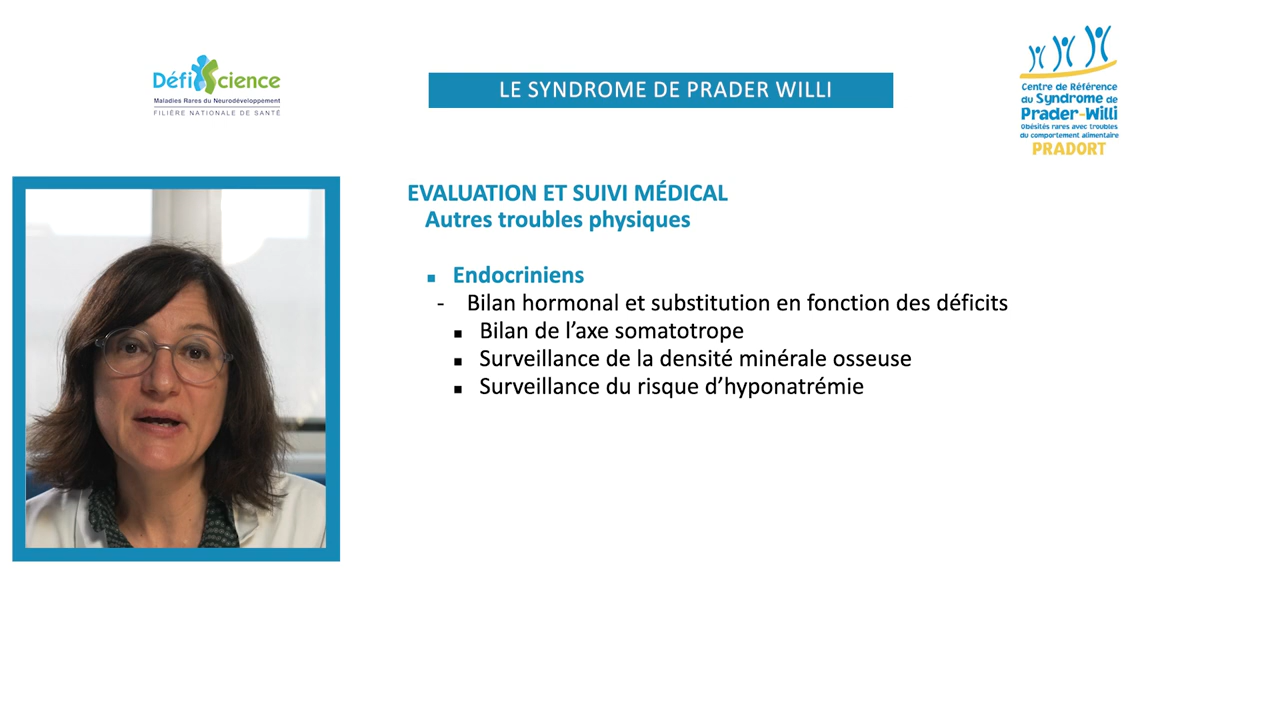 Défi Science
Maladies Rares du Neurodéveloppement
FILIÈRE NATIONALE DE SANTÉ
LE SYNDROME DE PRADER WILLI
Centre de Référence
du Syndrome de
Prader-Willi
Obésités rares avec troubles
du comportement alimentaire
PRADORT
EVALUATION ET SUIVI MÉDICAL
Autres troubles physiques
▪ Endocriniens
- Bilan hormonal et substitution en fonction des déficits
▪ Bilan de l’axe somatotrope
▪ Surveillance de la densité minérale osseuse
▪ Surveillance du risque d’hyponatrémie